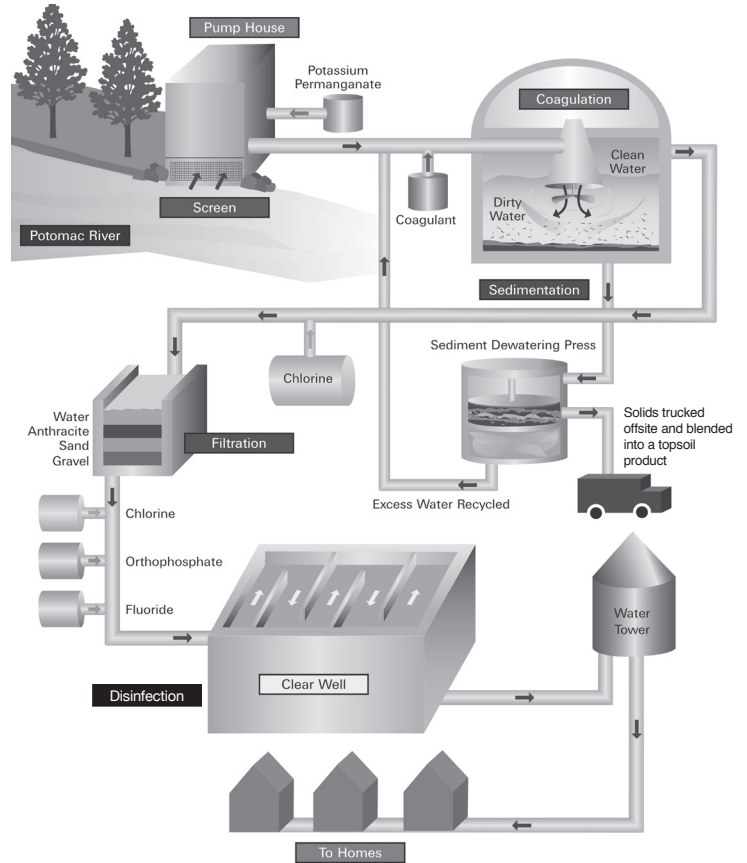 Pump House
Potassium
Permanganate
Coagulation
Clean
Water
Dirty
Water
Screen
Coagulant
Potomac River
Sedimentation
Sediment Dewatering Press
Chlorine
Water
Anthracite
Sand
Gravel
Filtration
Solids trucked
offsite and blended
into a topsoil
product
Excess Water Recycled
Chlorine
Orthophosphate
Fluoride
Water
Tower
Clear Well
Disinfection
To Homes